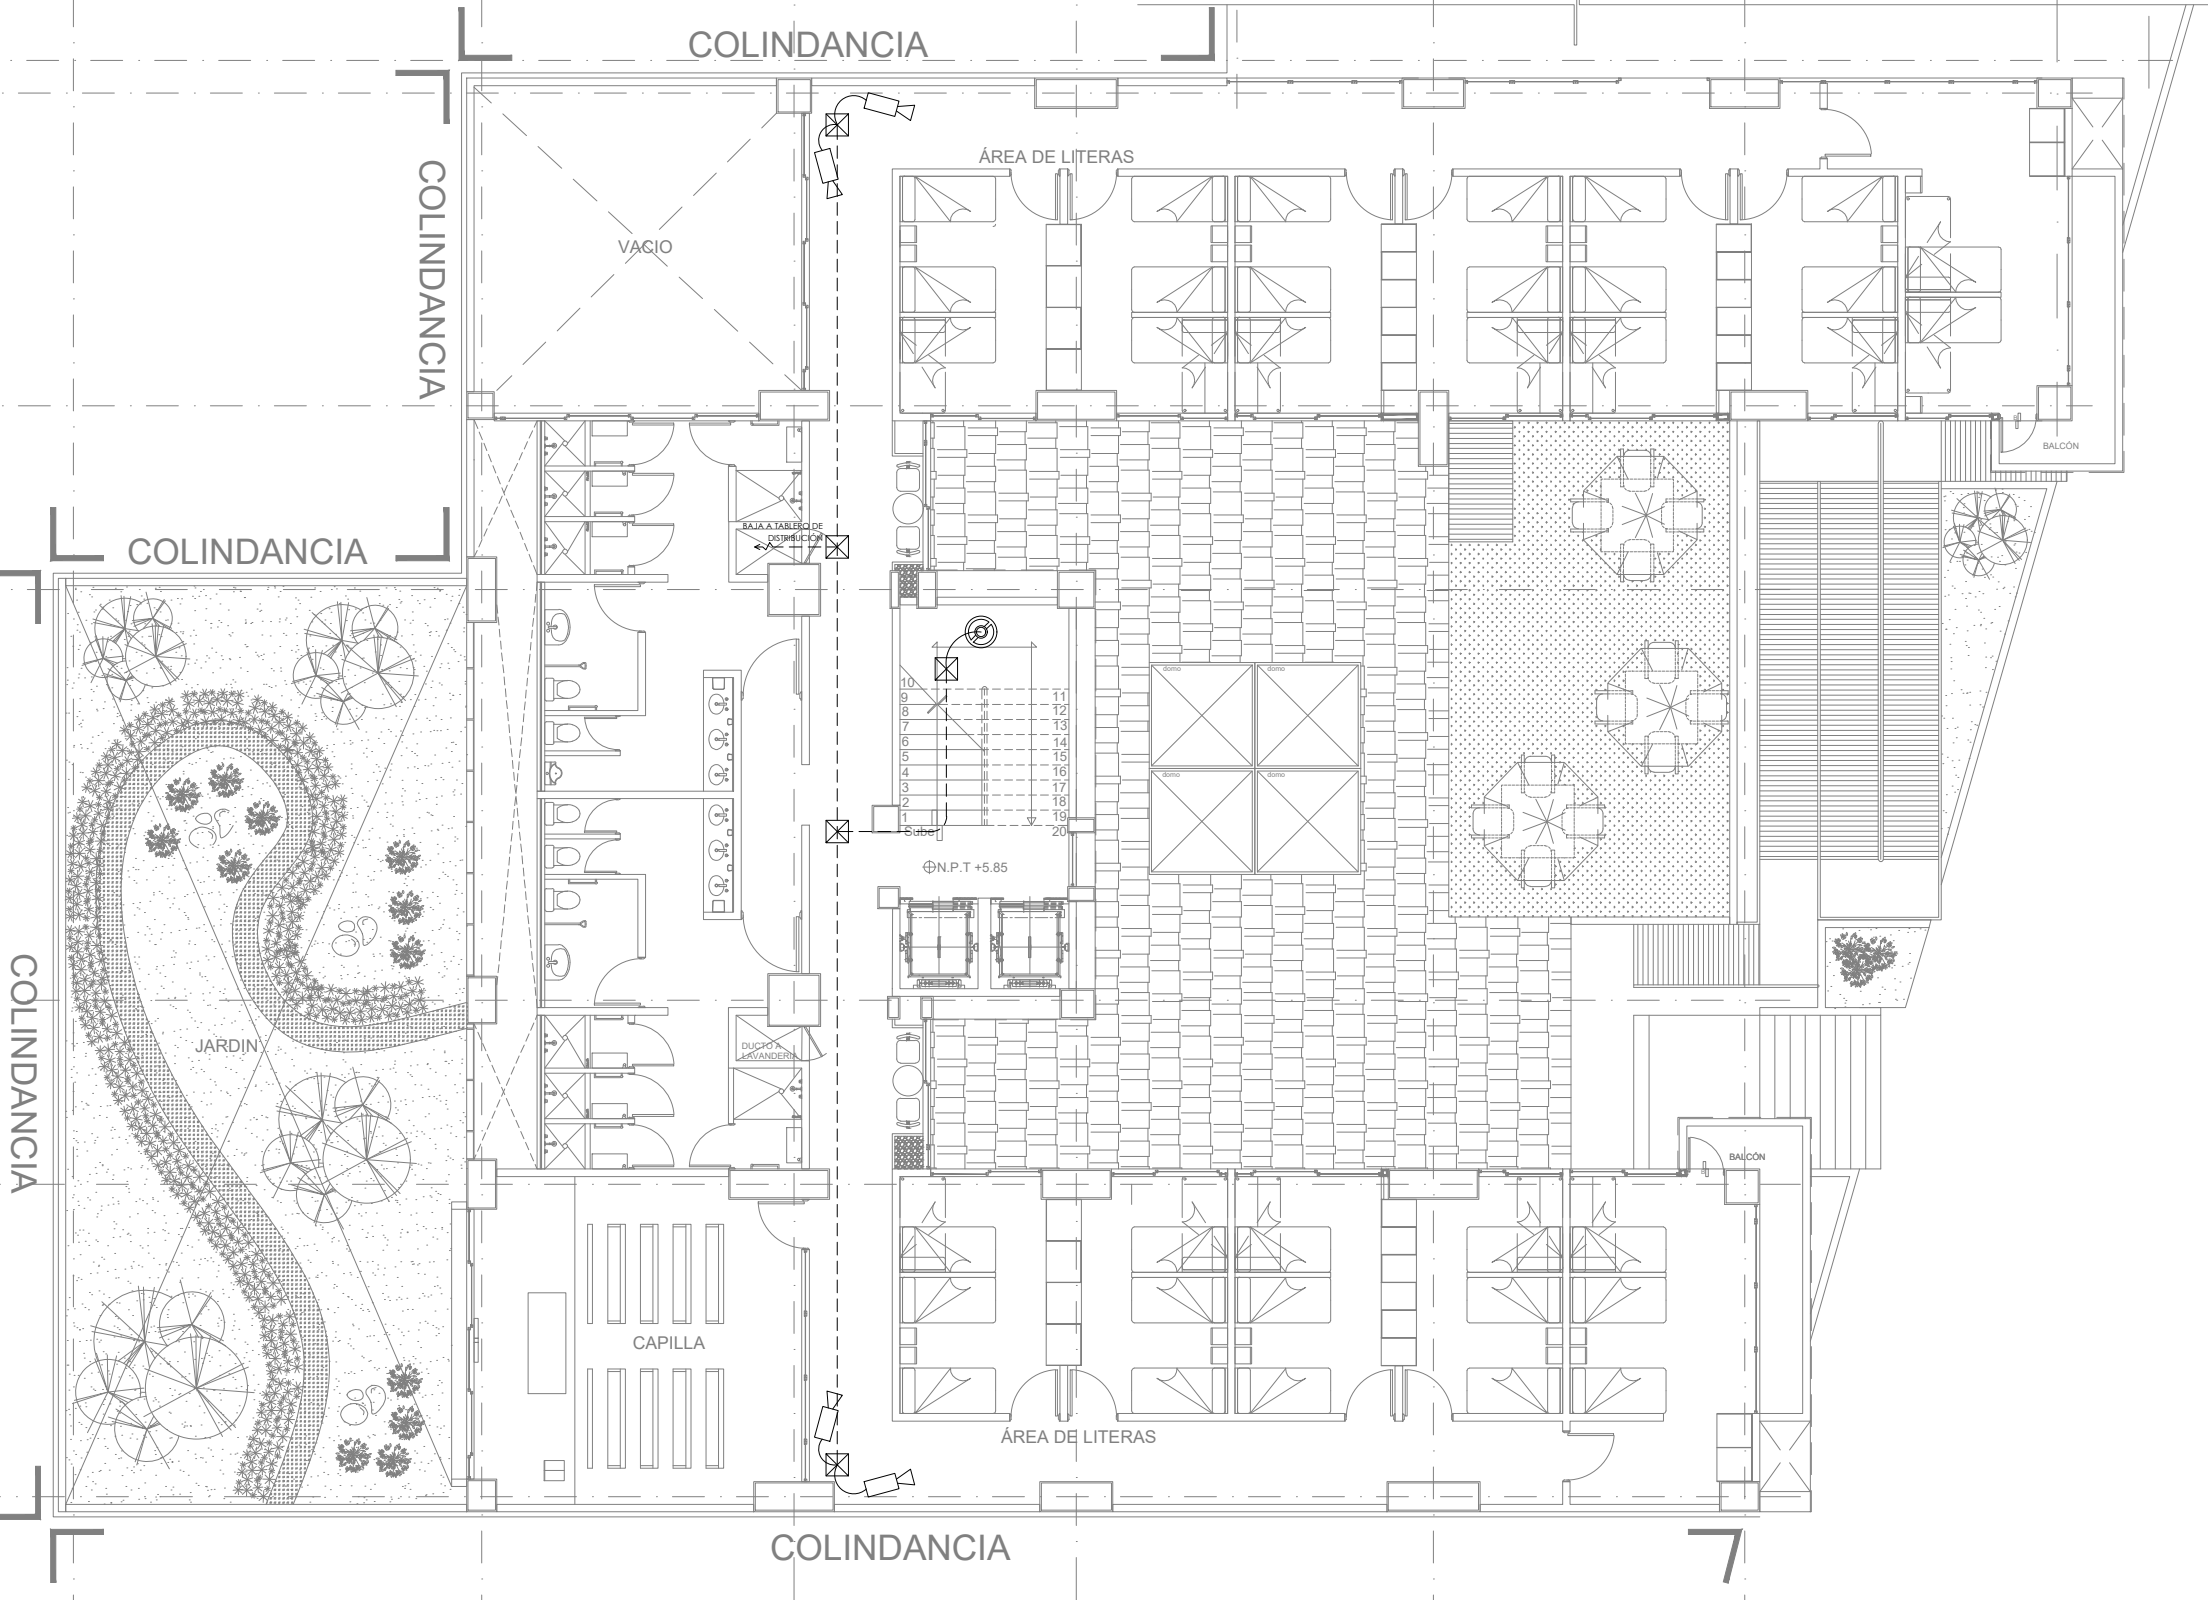 COLINDANCIA
ÁREA DE LITERAS
COLINDANCIA
VACIO
BALCÓN
BAJA A TABLERO DE
DISTRIBUCIÓN
COLINDANCIA
domo
domo
10
9
8
7
6
5
4
3
2
1
Sube
11
12
13
14
15
16
17
18
19
20
domo
domo
N.P.T +5.85
COLINDANCIA
JARDIN
DUCTO A
LAVANDERIA
BALCÓN
CAPILLA
ÁREA DE LITERAS
COLINDANCIA